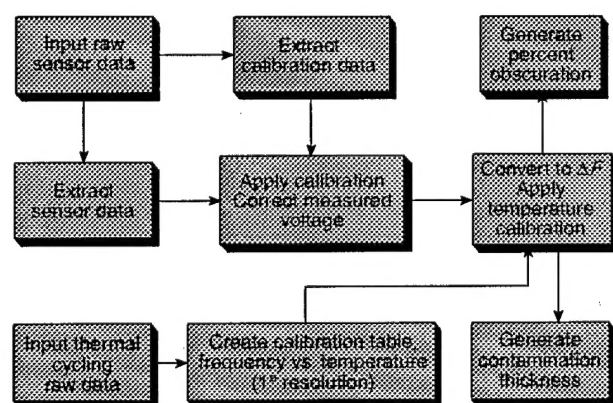 Input raw
sensor data
Extract
calibration data
Generate
percent
obscuration
Extract
sensor data
Apply calibration
Correct measured
voltage
Convert to ΔF
Apply
temperature
calibration
Input thermal
cycling
raw data
Create calibration table,
frequency vs. temperature
(1° resolution)
Generate
contamination
thickness